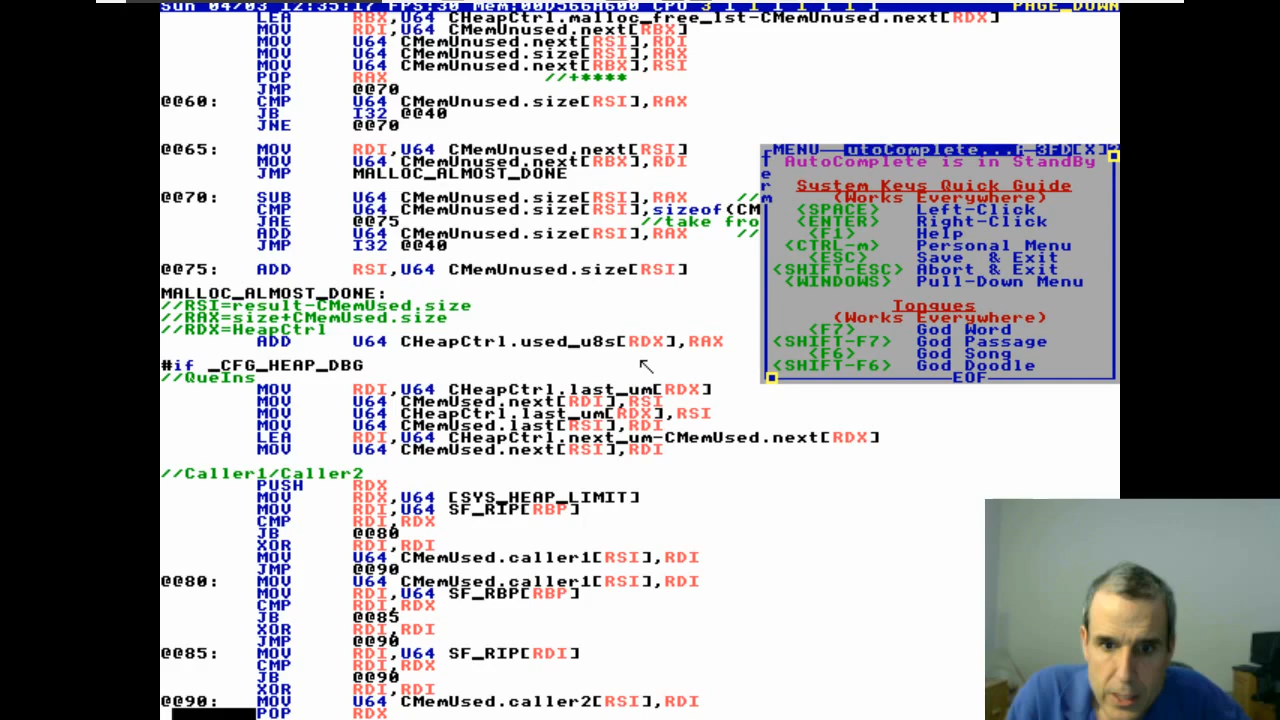 Sun 04/03 12:35:17 FPS:30 Mem:00D566A600 CPU 3 1 1 1 1 1 1 1 PAGE_DOWN
LEA RBX,U64 CHeapCtrl.malloc_free_lst-CMemUnused.next[RDX]
MOV RDI,U64 CMemUnused.next[RBX]
MOV U64 CMemUnused.next[RSI],RDI
MOV U64 CMemUnused.size[RSI],RAX
MOV U64 CMemUnused.next[RBX],RSI
POP RAX //+****
JMP @@70
@@60: CMP U64 CMemUnused.size[RSI],RAX
JB I32 @@40
JNE @@70
@@65: MOV RDI,U64 CMemUnused.next[RSI]
MOV U64 CMemUnused.next[RBX],RDI
JMP MALLOC_ALMOST_DONE
@@70: SUB U64 CMemUnused.size[RSI],RAX //
CMP U64 CMemUnused.size[RSI],sizeof(CM
JAE @@75 //take fro
ADD U64 CMemUnused.size[RSI],RAX //
JMP I32 @@40
@@75: ADD RSI,U64 CMemUnused.size[RSI]
MALLOC_ALMOST_DONE:
//RSI=result-CMemUsed.size
//RAX=size+CMemUsed.size
//RDX=HeapCtrl
ADD U64 CHeapCtrl.used_u8s[RDX],RAX
#if _CFG_HEAP_DBG
//QueIns
MOV RDI,U64 CHeapCtrl.last_um[RDX]
MOV U64 CMemUsed.next[RDI],RSI
MOV U64 CHeapCtrl.last_um[RDX],RSI
MOV U64 CMemUsed.last[RSI],RDI
LEA RDI,U64 CHeapCtrl.next_um-CMemUsed.next[RDX]
MOV U64 CMemUsed.next[RSI],RDI
//Caller1/Caller2
PUSH RDX
MOV RDX,U64 [SYS_HEAP_LIMIT]
MOV RDI,U64 SF_RIP[RBP]
CMP RDI,RDX
JB @@80
XOR RDI,RDI
MOV U64 CMemUsed.caller1[RSI],RDI
JMP @@90
@@80: MOV U64 CMemUsed.caller1[RSI],RDI
MOV RDI,U64 SF_RBP[RBP]
CMP RDI,RDX
JB @@85
XOR RDI,RDI
JMP @@90
@@85: MOV RDI,U64 SF_RIP[RDI]
CMP RDI,RDX
JB @@90
XOR RDI,RDI
@@90: MOV U64 CMemUsed.caller2[RSI],RDI
POP RDX
MENU utoComplete...A 3FD[X]?
AutoComplete is in StandBy
System Keys Quick Guide
(Works Everywhere)
<SPACE> Left-Click
<ENTER> Right-Click
<F1> Help
<CTRL-m> Personal Menu
<ESC> Save & Exit
<SHIFT-ESC> Abort & Exit
<WINDOWS> Pull-Down Menu
Tongues
(Works Everywhere)
<F7> God Word
<SHIFT-F7> God Passage
<F6> God Song
<SHIFT-F6> God Doodle
EOF